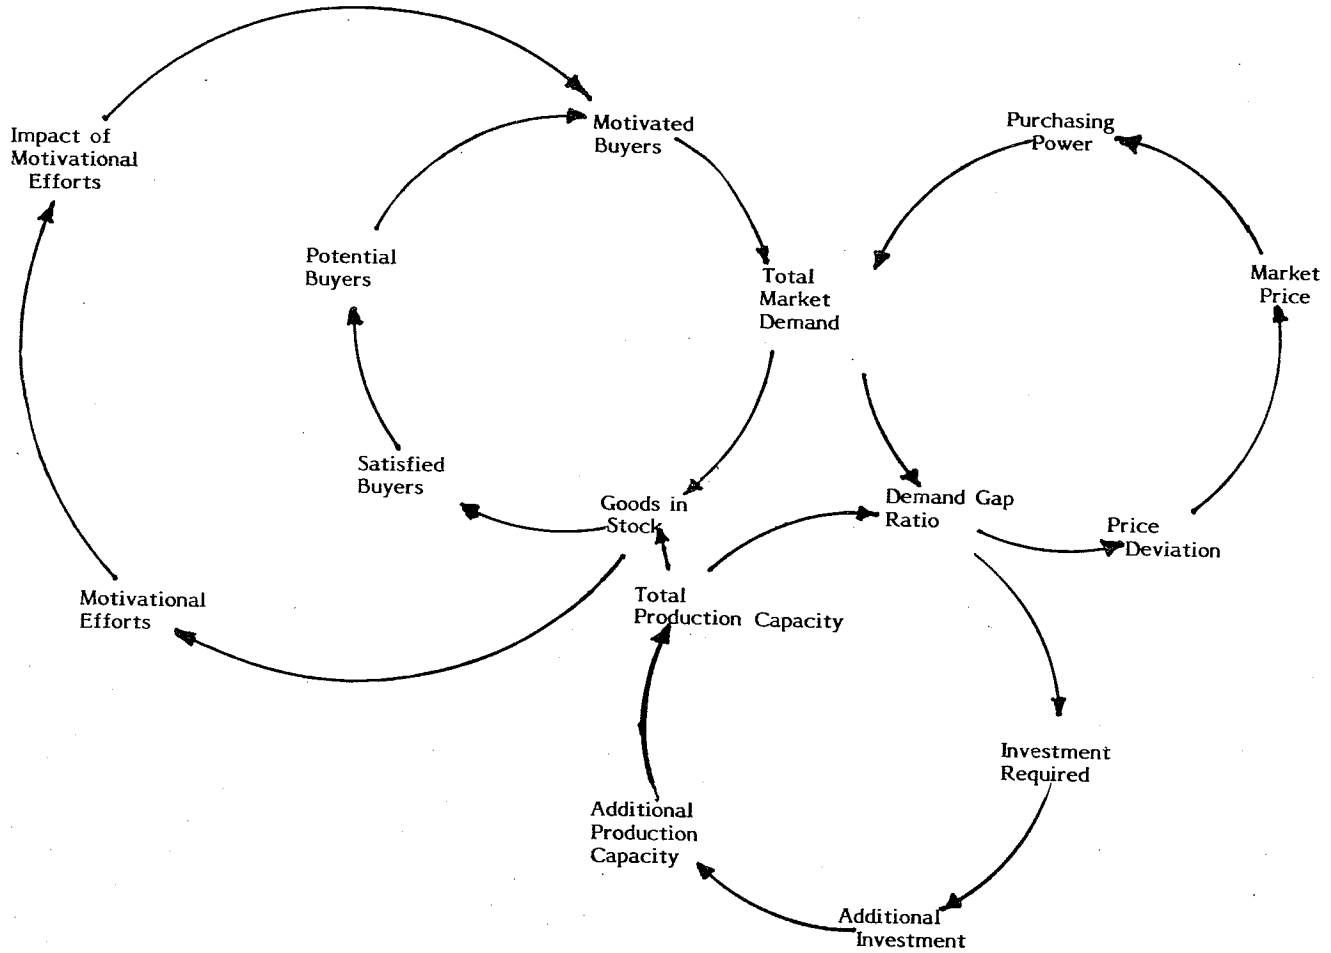 Motivated
Buyers
Purchasing
Power
Impact of
Motivational
Efforts
Potential
Buyers
Total
Market
Demand
Market
Price
Satisfied
Buyers
Goods in
Stock
Demand Gap
Ratio
Price
Deviation
Motivational
Efforts
Total
Production Capacity
Investment
Required
Additional
Production
Capacity
Additional
Investment